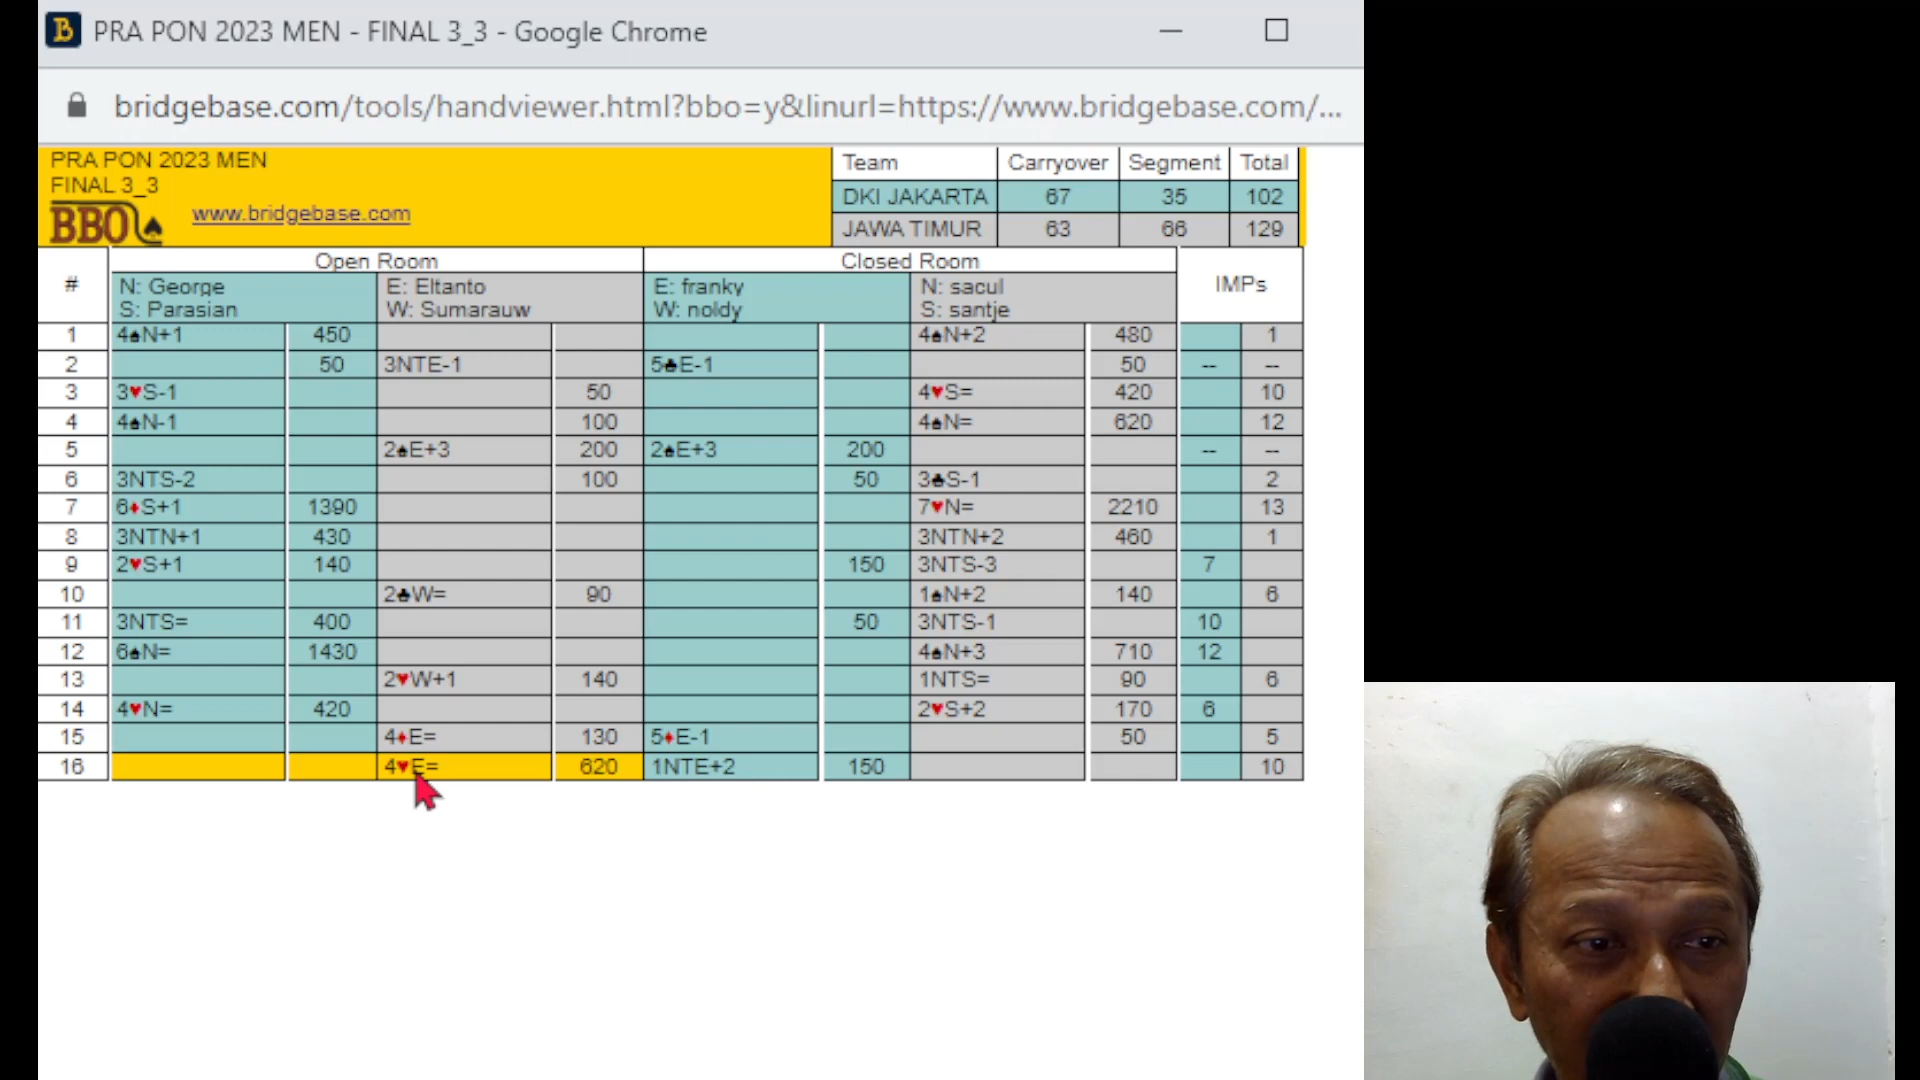 PRA PON 2023 MEN - FINAL 3_3 - Google Chrome
bridgebase.com/tools/handviewer.html?bbo=y&linurl=https://www.bridgebase.com/...
PRA PON 2023 MEN
FINAL 3_3
BBO www.bridgebase.com
Team Carryover Segment Total
DKI JAKARTA 67 35 102
JAWA TIMUR 63 66 129
# Open Room Closed Room IMPs
N: George E: Eltanto E: franky N: sacul
S: Parasian W: Sumarauw W: noldy S: santje
1 4♠N+1 450 4♠N+2 480 1
2 50 3NTE-1 5♣E-1 50 -- --
3 3♥S-1 50 4♥S= 420 10
4 4♠N-1 100 4♠N= 620 12
5 2♠E+3 200 2♠E+3 200 -- --
6 3NTS-2 100 50 3♣S-1 2
7 6♦S+1 1390 7♥N= 2210 13
8 3NTN+1 430 3NTN+2 460 1
9 2♥S+1 140 150 3NTS-3 7
10 2♣W= 90 1♠N+2 140 6
11 3NTS= 400 50 3NTS-1 10
12 6♠N= 1430 4♠N+3 710 12
13 2♥W+1 140 1NTS= 90 6
14 4♥N= 420 2♥S+2 170 6
15 4♦E= 130 5♦E-1 50 5
16 4♥E= 620 1NTE+2 150 10